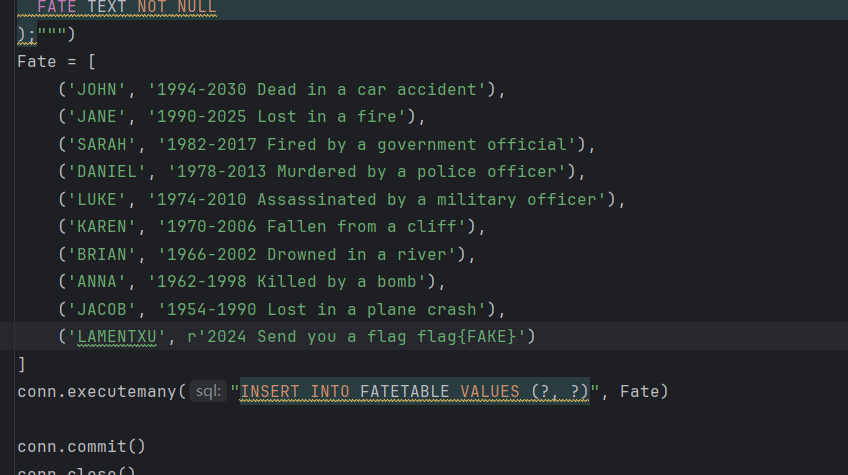 FATE TEXT NOT NULL
);""")
Fate = [
    ('JOHN', '1994-2030 Dead in a car accident'),
    ('JANE', '1990-2025 Lost in a fire'),
    ('SARAH', '1982-2017 Fired by a government official'),
    ('DANIEL', '1978-2013 Murdered by a police officer'),
    ('LUKE', '1974-2010 Assassinated by a military officer'),
    ('KAREN', '1970-2006 Fallen from a cliff'),
    ('BRIAN', '1966-2002 Drowned in a river'),
    ('ANNA', '1962-1998 Killed by a bomb'),
    ('JACOB', '1954-1990 Lost in a plane crash'),
    ('LAMENTXU', r'2024 Send you a flag flag{FAKE}')
]
conn.executemany( sql: "INSERT INTO FATETABLE VALUES (?, ?)", Fate)
conn.commit()
conn.close()